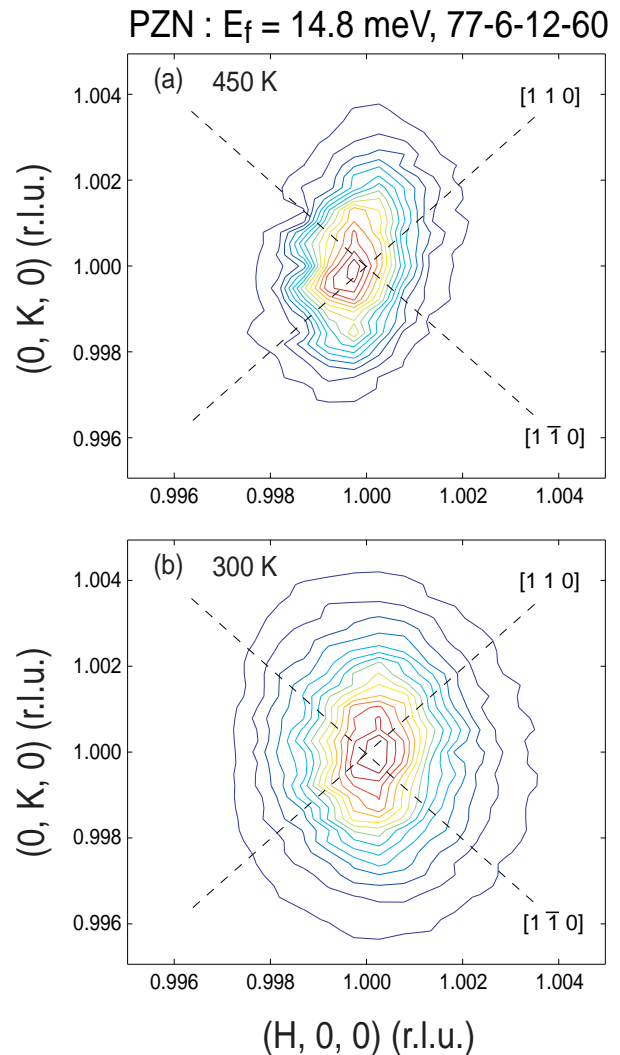 PZN : E_f = 14.8 meV, 77-6-12-60
(a) 450 K
[1 1 0]
1.004
1.002
1.000
0.998
0.996
(0, K, 0) (r.l.u.)
[1 1̅ 0]
0.996 0.998 1.000 1.002 1.004
(b) 300 K
[1 1 0]
1.004
1.002
1.000
0.998
0.996
(0, K, 0) (r.l.u.)
[1 1̅ 0]
0.996 0.998 1.000 1.002 1.004
(H, 0, 0) (r.l.u.)